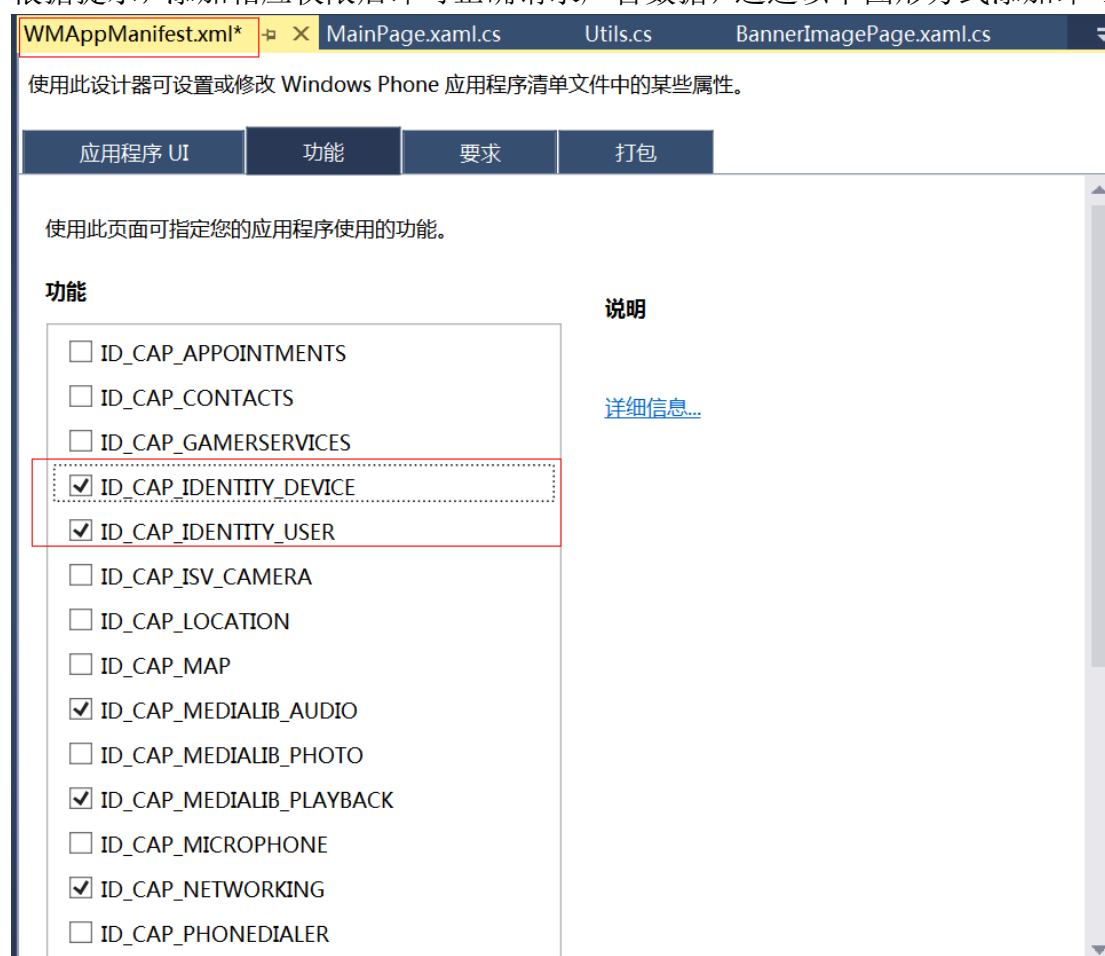 WMAppManifest.xml* MainPage.xaml.cs Utils.cs BannerImagePage.xaml.cs
使用此设计器可设置或修改 Windows Phone 应用程序清单文件中的某些属性。
应用程序 UI 功能 要求 打包
使用此页面可指定您的应用程序使用的功能。
功能
说明
ID_CAP_APPOINTMENTS
ID_CAP_CONTACTS
详细信息...
ID_CAP_GAMERSERVICES
ID_CAP_IDENTITY_DEVICE
ID_CAP_IDENTITY_USER
ID_CAP_ISV_CAMERA
ID_CAP_LOCATION
ID_CAP_MAP
ID_CAP_MEDIALIB_AUDIO
ID_CAP_MEDIALIB_PHOTO
ID_CAP_MEDIALIB_PLAYBACK
ID_CAP_MICROPHONE
ID_CAP_NETWORKING
ID_CAP_PHONEDIALER